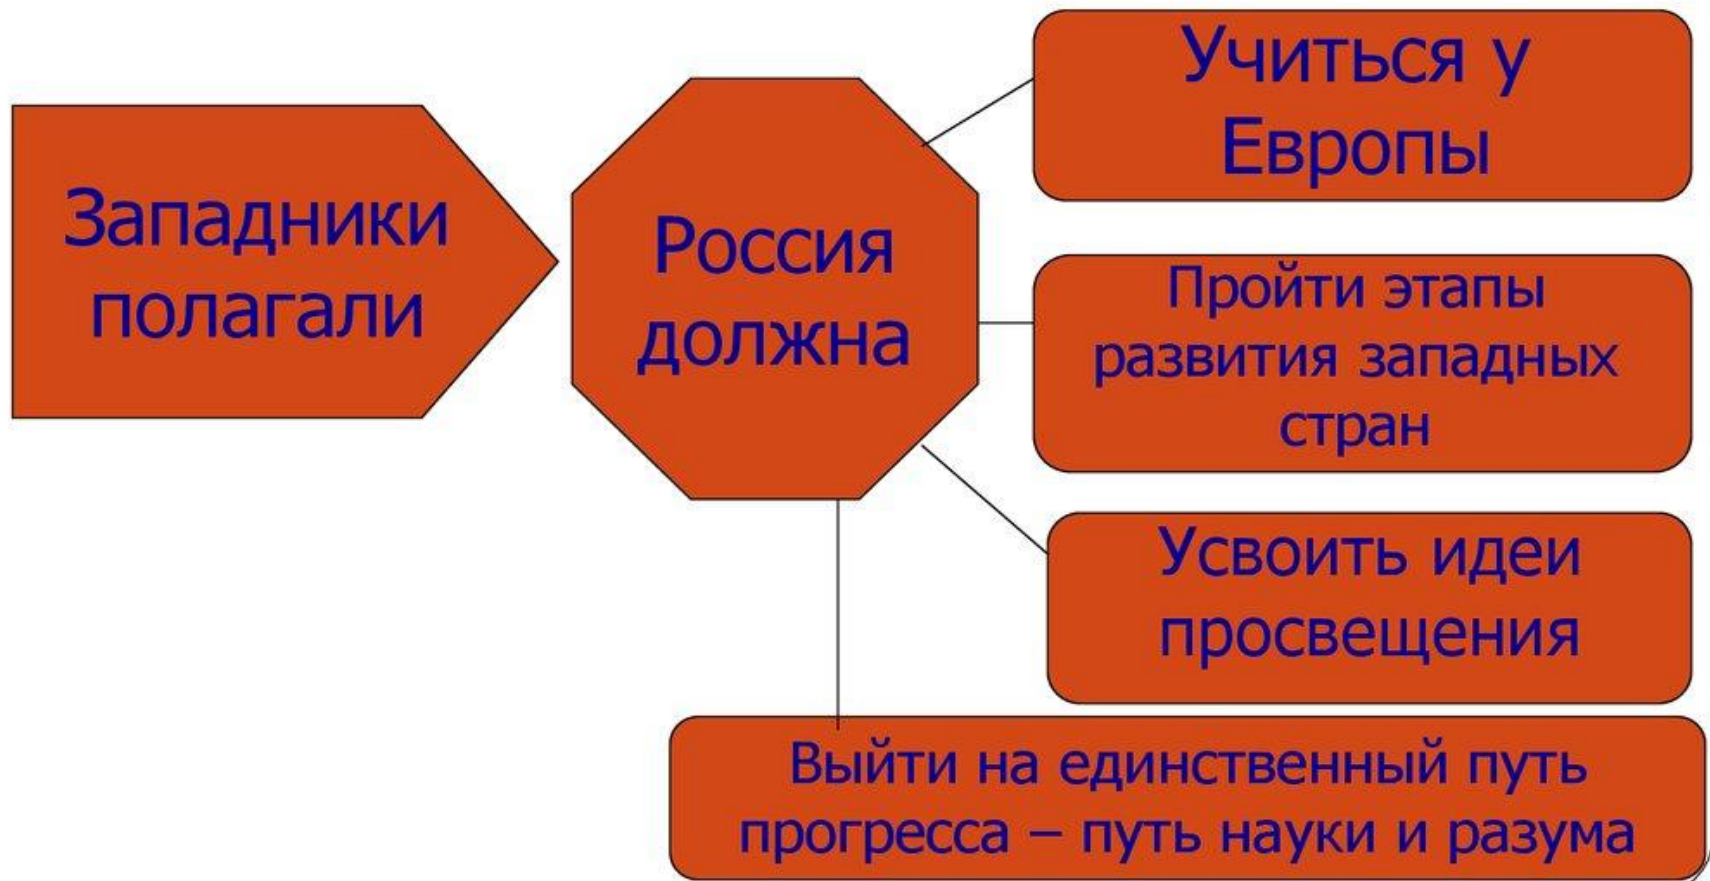 Западники
полагали
Россия
должна
Учиться у
Европы
Пройти этапы
развития западных
стран
Усвоить идеи
просвещения
Выйти на единственный путь
прогресса – путь науки и разума